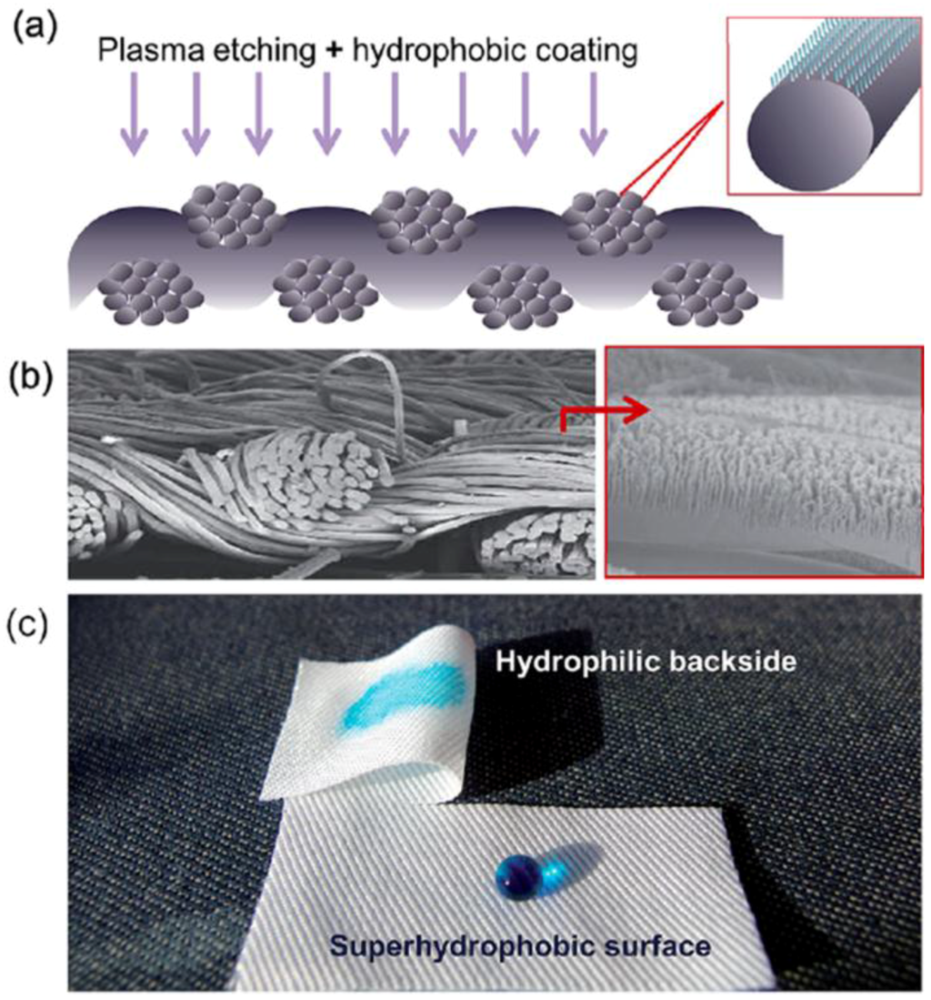 (a)
Plasma etching + hydrophobic coating
(b)
(c)
Hydrophilic backside
Superhydrophobic surface